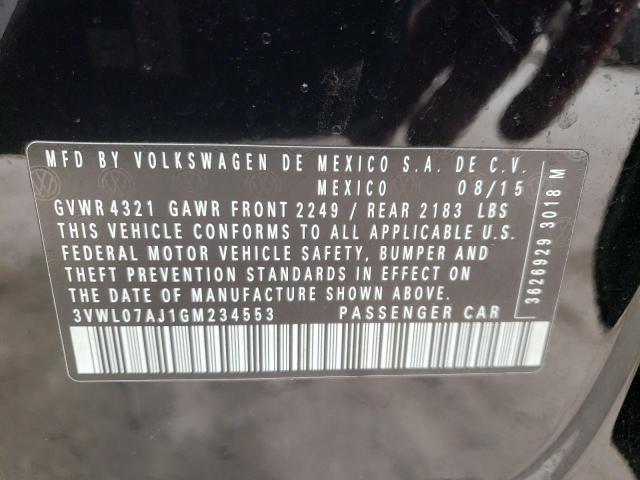 MFD BY VOLKSWAGEN DE MEXICO S.A. DE C.V.
MEXICO 08/15
GVWR 4321 GAWR FRONT 2249 / REAR 2183 LBS
THIS VEHICLE CONFORMS TO ALL APPLICABLE U.S.
FEDERAL MOTOR VEHICLE SAFETY, BUMPER AND
THEFT PREVENTION STANDARDS IN EFFECT ON
THE DATE OF MANUFACTURE SHOWN ABOVE.
3VWL07AJ1GM234553 PASSENGER CAR
3626929 3018 M